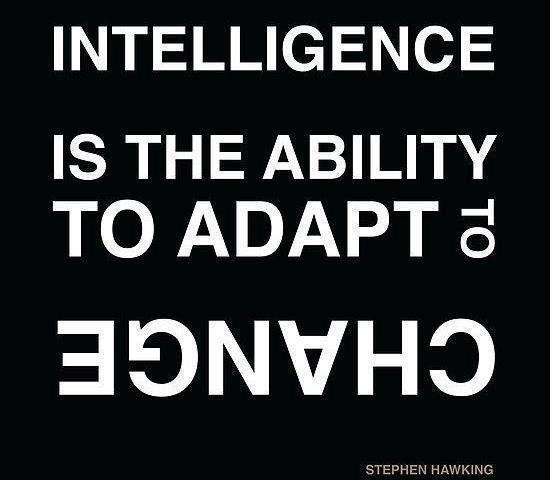 INTELLIGENCE
IS THE ABILITY
TO ADAPT TO
CHANGE
STEPHEN HAWKING